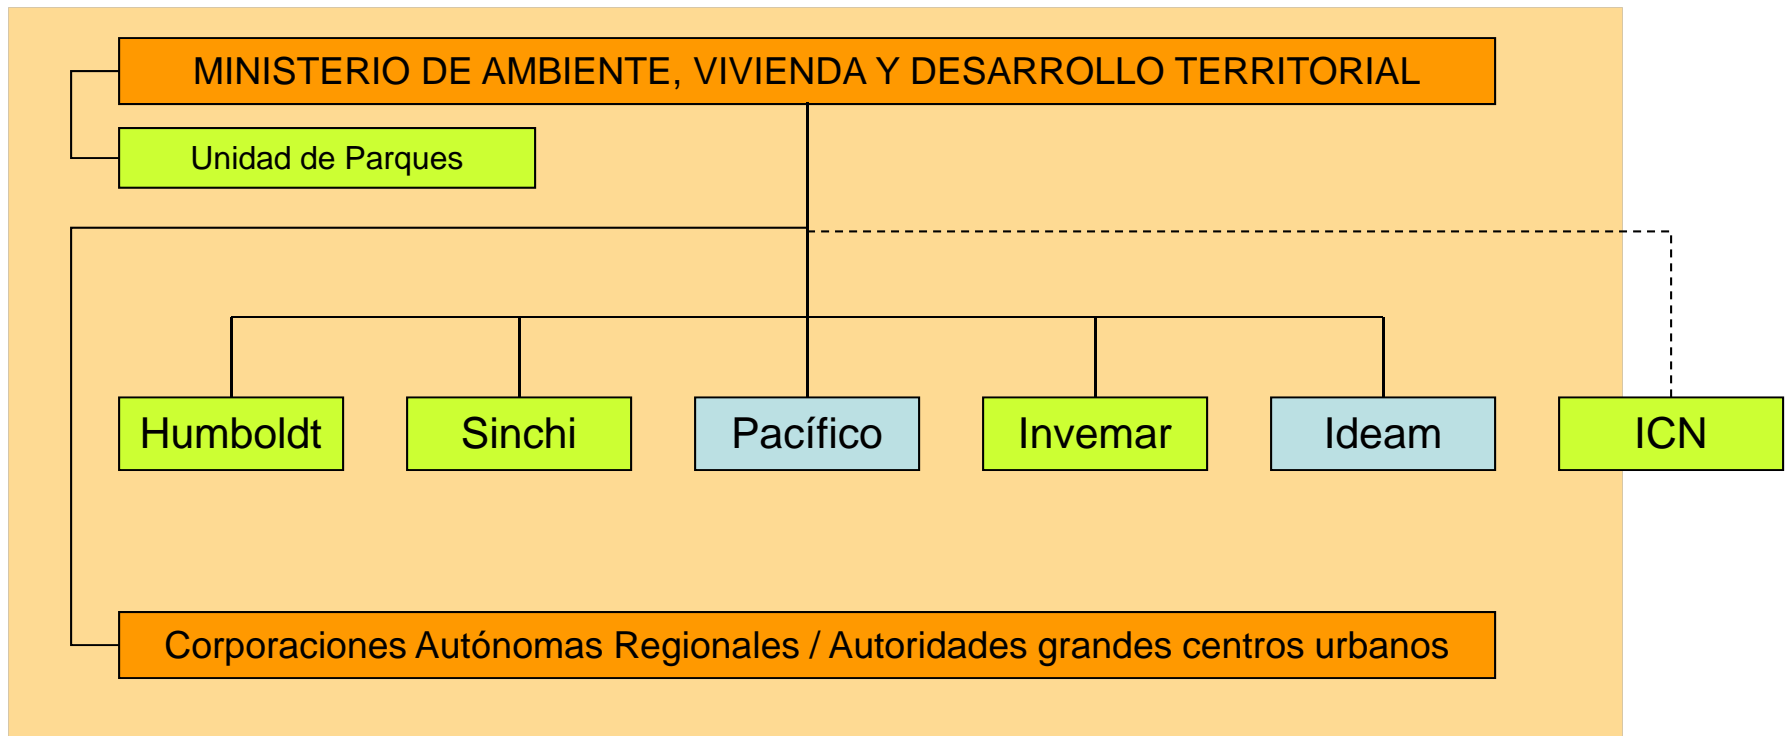 MINISTERIO DE AMBIENTE, VIVIENDA Y DESARROLLO TERRITORIAL
Unidad de Parques
Humboldt
Sinchi
Pacífico
Invemar
Ideam
ICN
Corporaciones Autónomas Regionales / Autoridades grandes centros urbanos